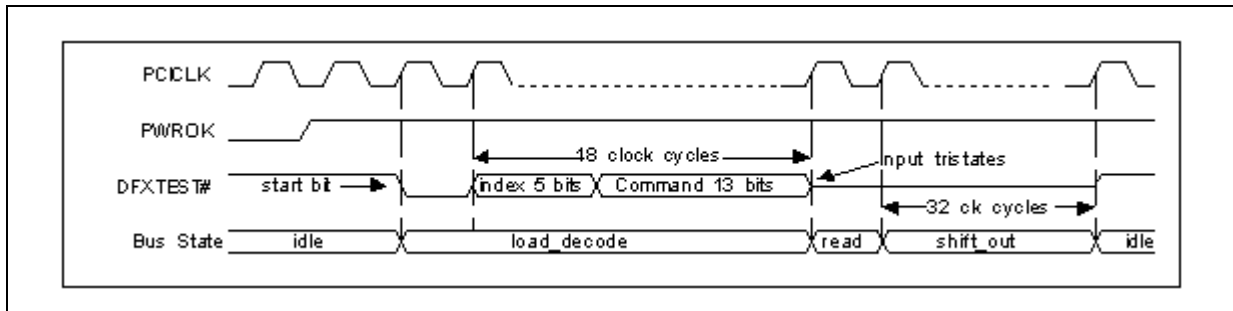 PCICLK
PWROK
18 clock cycles
input tristates
DFXTEST#
start bit
index 5 bits
Command 13 bits
32 ck cycles
Bus State
idle
load_decode
read
shift_out
idle